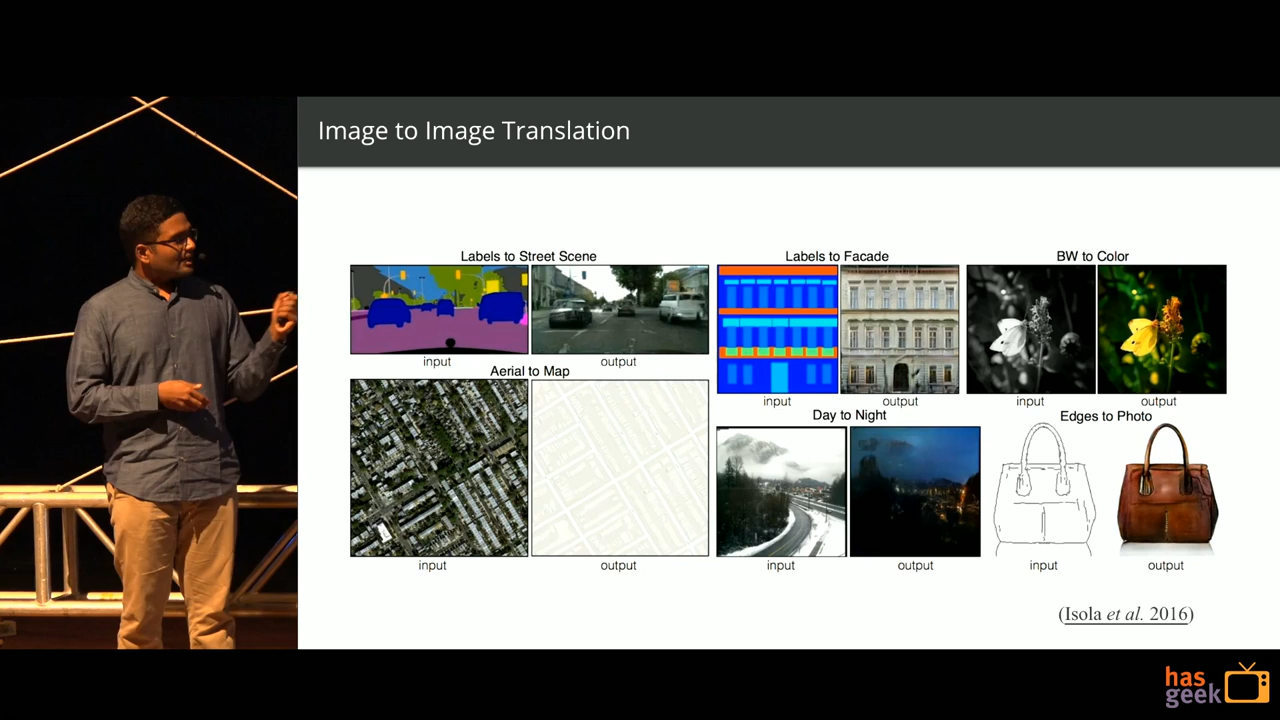 Image to Image Translation
Labels to Street Scene
input
output
Aerial to Map
input
output
Labels to Facade
input
output
BW to Color
input
output
Day to Night
input
output
Edges to Photo
input
output
(Isola et al. 2016)
has
geek